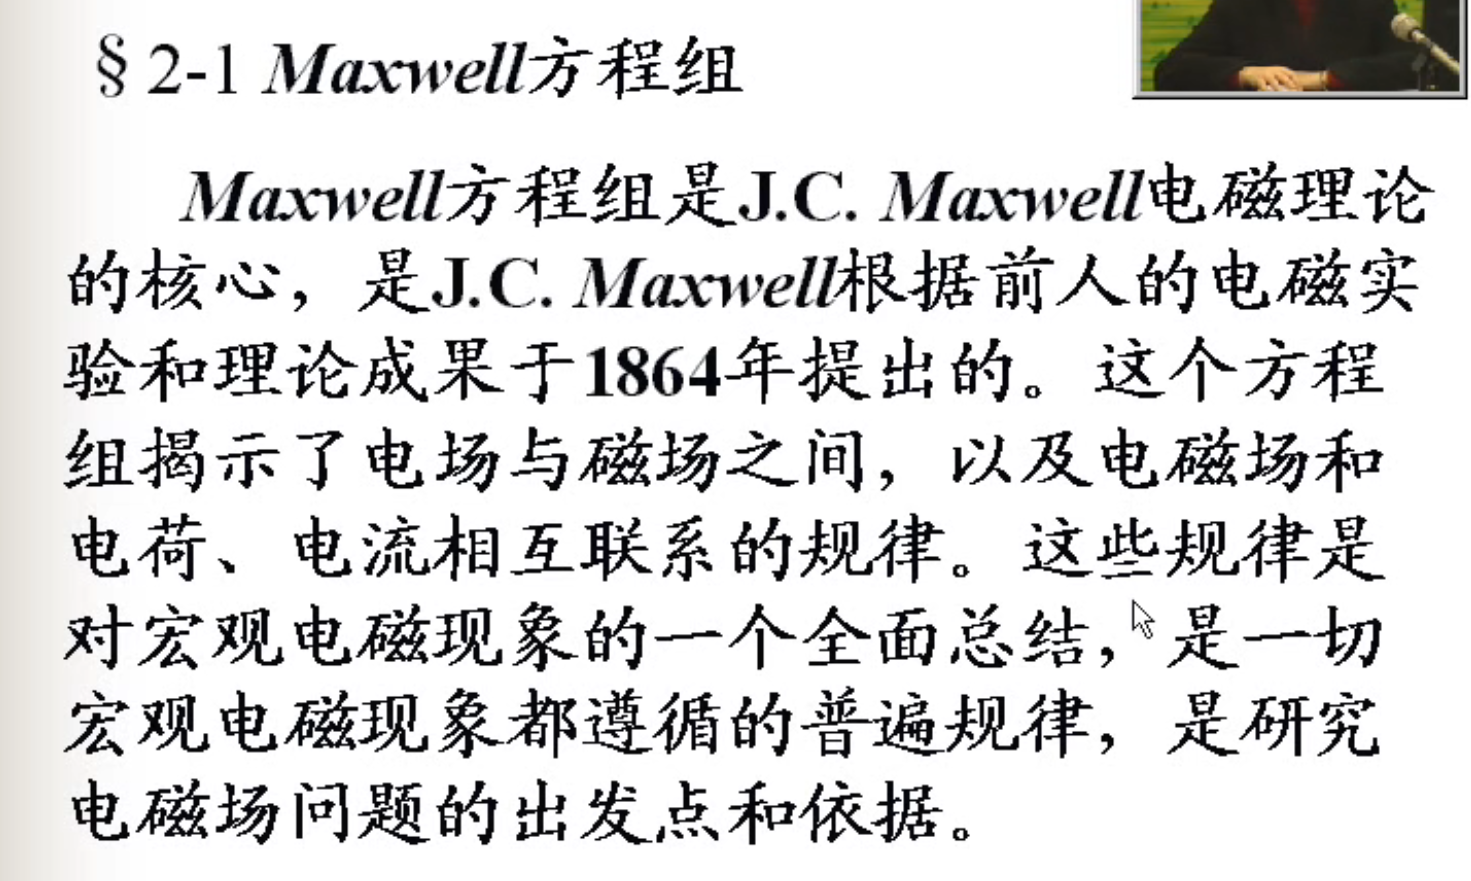 § 2-1 Maxwell方程组
Maxwell方程组是J.C. Maxwell电磁理论
的核心，是J.C. Maxwell根据前人的电磁实
验和理论成果于1864年提出的。这个方程
组揭示了电场与磁场之间，以及电磁场和
电荷、电流相互联系的规律。这些规律是
对宏观电磁现象的一个全面总结，是一切
宏观电磁现象都遵循的普遍规律，是研究
电磁场问题的出发点和依据。